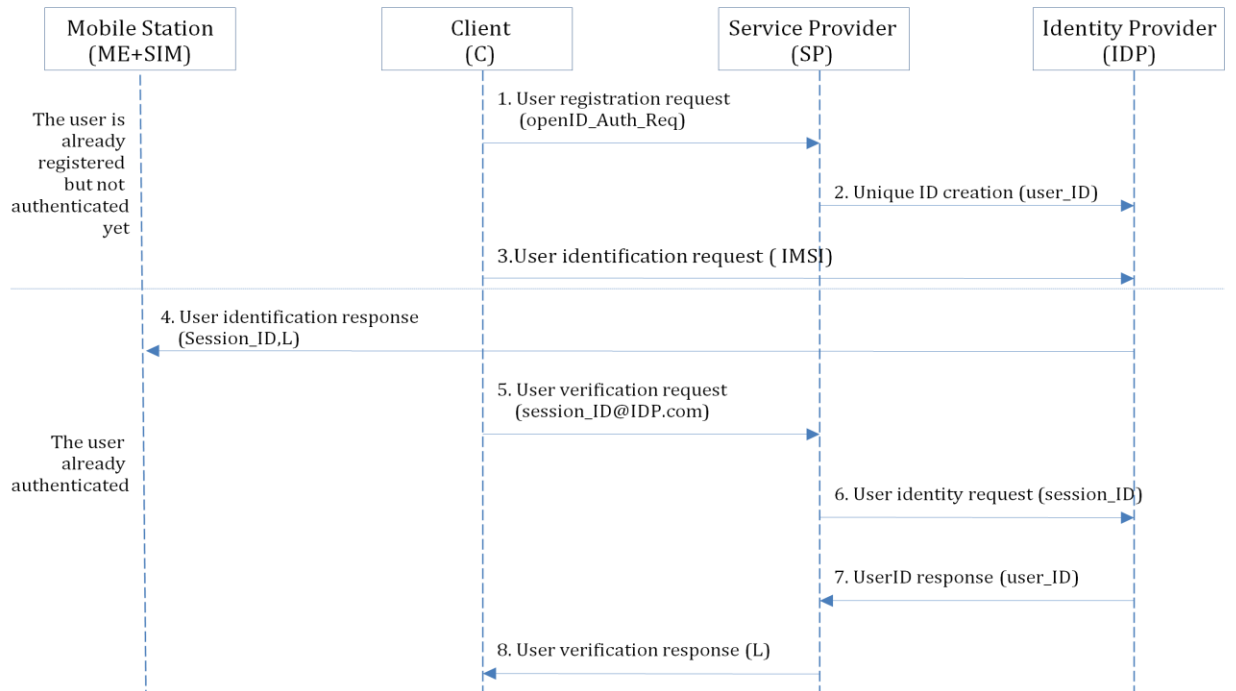 Mobile Station
(ME+SIM)
Client
(C)
Service Provider
(SP)
Identity Provider
(IDP)
The user is
already
registered
but not
authenticated
yet
1. User registration request
(openID_Auth_Req)
2. Unique ID creation (user_ID)
3.User identification request ( IMSI)
4. User identification response
(Session_ID,L)
The user
already
authenticated
5. User verification request
(session_ID@IDP.com)
6. User identity request (session_ID)
7. UserID response (user_ID)
8. User verification response (L)